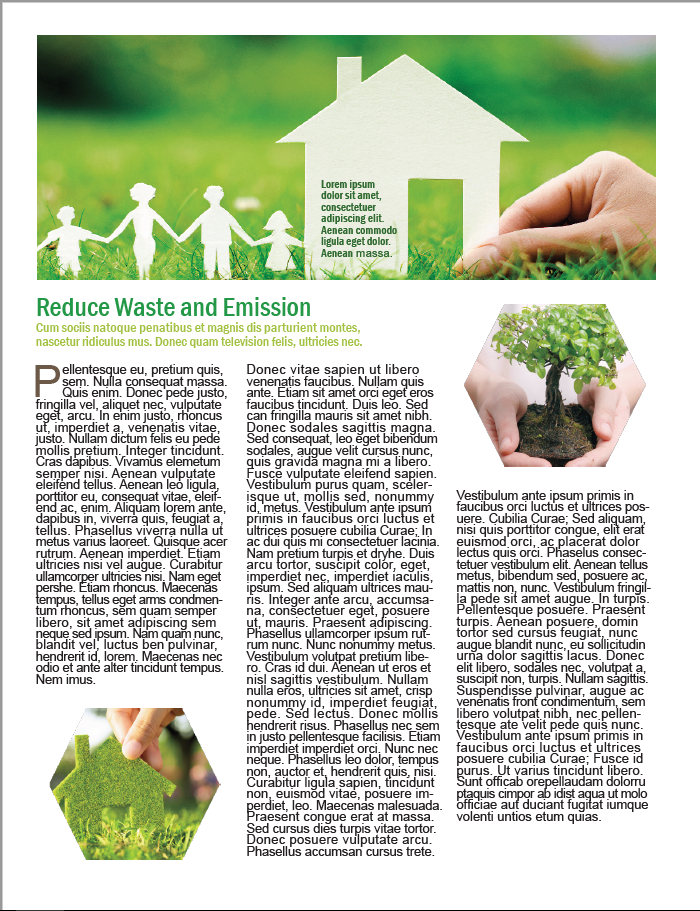 Lorem ipsum
dolor sit amet,
consectetuer
adipiscing elit.
Aenean commodo
ligula eget dolor.
Aenean massa.
Reduce Waste and Emission
Cum sociis natoque penatibus et magnis dis parturient montes,
nascetur ridiculus mus. Donec quam television felis, ultricies nec.
Pellentesque eu, pretium quis,
sem. Nulla consequat massa.
Quis enim. Donec pede justo,
fringilla vel, aliquet nec, vulputate
eget, arcu. In enim justo, rhoncus
ut, imperdiet a, venenatis vitae,
justo. Nullam dictum felis eu pede
mollis pretium. Integer tincidunt.
Cras dapibus. Vivamus elemetum
semper nisi. Aenean vulputate
eleifend tellus. Aenean leo ligula,
porttitor eu, consequat vitae, eleif-
end ac, enim. Aliquam lorem ante,
dapibus in, viverra quis, feugiat a,
tellus. Phasellus viverra nulla ut
metus varius laoreet. Quisque acer
rutrum. Aenean imperdiet. Etiam
ultricies nisi vel augue. Curabitur
ullamcorper ultricies nisi. Nam eget
pershe. Etiam rhoncus. Maecenas
tempus, tellus eget arms condmen-
tum rhoncus, sem quam semper
libero, sit amet adipiscing sem
neque sed ipsum. Nam quam nunc,
blandit vel, luctus ben pulvinar,
hendrerit id, lorem. Maecenas nec
odio et ante alter tincidunt tempus.
Nem imus.
Donec vitae sapien ut libero
venenatis faucibus. Nullam quis
ante. Etiam sit amet orci eget eros
faucibus tincidunt. Duis leo. Sed
can fringilla mauris sit amet nibh.
Donec sodales sagittis magna.
Sed consequat, leo eget bibendum
sodales, augue velit cursus nunc,
quis gravida magna mi a libero.
Fusce vulputate eleifend sapien.
Vestibulum purus quam, sceler-
isque ut, mollis sed, nonummy
id, metus. Vestibulum ante ipsum
primis in faucibus orci luctus et
ultrices posuere cubilia Curae; In
ac dui quis mi consectetuer lacinia.
Nam pretium turpis et dryhe. Duis
arcu tortor, suscipit color, eget,
imperdiet nec, imperdiet iaculis,
ipsum. Sed aliquam ultrices mau-
ris. Integer ante arcu, accumsa-
na, consectetuer eget, posuere
ut, mauris. Praesent adipiscing.
Phasellus ullamcorper ipsum rut-
rum nunc. Nunc nonummy metus.
Vestibulum volutpat pretium libe-
ro. Cras id dui. Aenean ut eros et
nisl sagittis vestibulum. Nullam
nulla eros, ultricies sit amet, crisp
nonummy id, imperdiet feugiat,
pede. Sed lectus. Donec mollis
hendrerit risus. Phasellus nec sem
in justo pellentesque facilisis. Etiam
imperdiet imperdiet orci. Nunc nec
neque. Phasellus leo dolor, tempus
non, auctor et, hendrerit quis, nisi.
Curabitur ligula sapien, tincidunt
non, euismod vitae, posuere im-
perdiet, leo. Maecenas malesuada.
Praesent congue erat at massa.
Sed cursus dies turpis vitae tortor.
Donec posuere vulputate arcu.
Phasellus accumsan cursus trete.
Vestibulum ante ipsum primis in
faucibus orci luctus et ultrices pos-
uere. Cubilia Curae; Sed aliquam,
nisi quis porttitor congue, elit erat
euismod orci, ac placerat dolor
lectus quis orci. Phaselus consec-
tetuer vestibulum elit. Aenean tellus
metus, bibendum sed, posuere ac,
mattis non, nunc. Vestibulum fringil-
la pede sit amet augue. In turpis.
Pellentesque posuere. Praesent
turpis. Aenean posuere, domin
tortor sed cursus feugiat, nunc
augue blandit nunc, eu sollicitudin
urna dolor sagittis lacus. Donec
elit libero, sodales nec, volutpat a,
suscipit non, turpis. Nullam sagittis.
Suspendisse pulvinar, augue ac
venenatis front condimentum, sem
libero volutpat nibh, nec pellen-
tesque ate velit pede quis nunc.
Vestibulum ante ipsum primis in
faucibus orci luctus et ultrices
posuere cubilia Curae; Fusce id
purus. Ut varius tincidunt libero.
Sunt officab orepellaudam dolorru
ptaquis cimpor ab idist aqua ut molo
officiae aut duciant fugitat iumque
volenti untios etum quias.